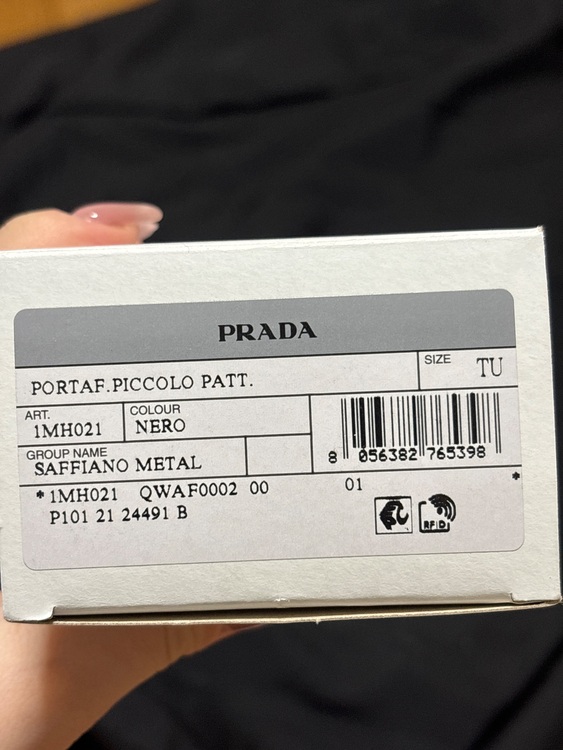 PRADA
PORTAF.PICCOLO PATT.
SIZE
TU
ART.
1MH021
COLOUR
NERO
GROUP NAME
SAFFIANO METAL
8 056382 765398
*1MH021 QWAF0002 00 01 *
P101 21 24491 B
RFID